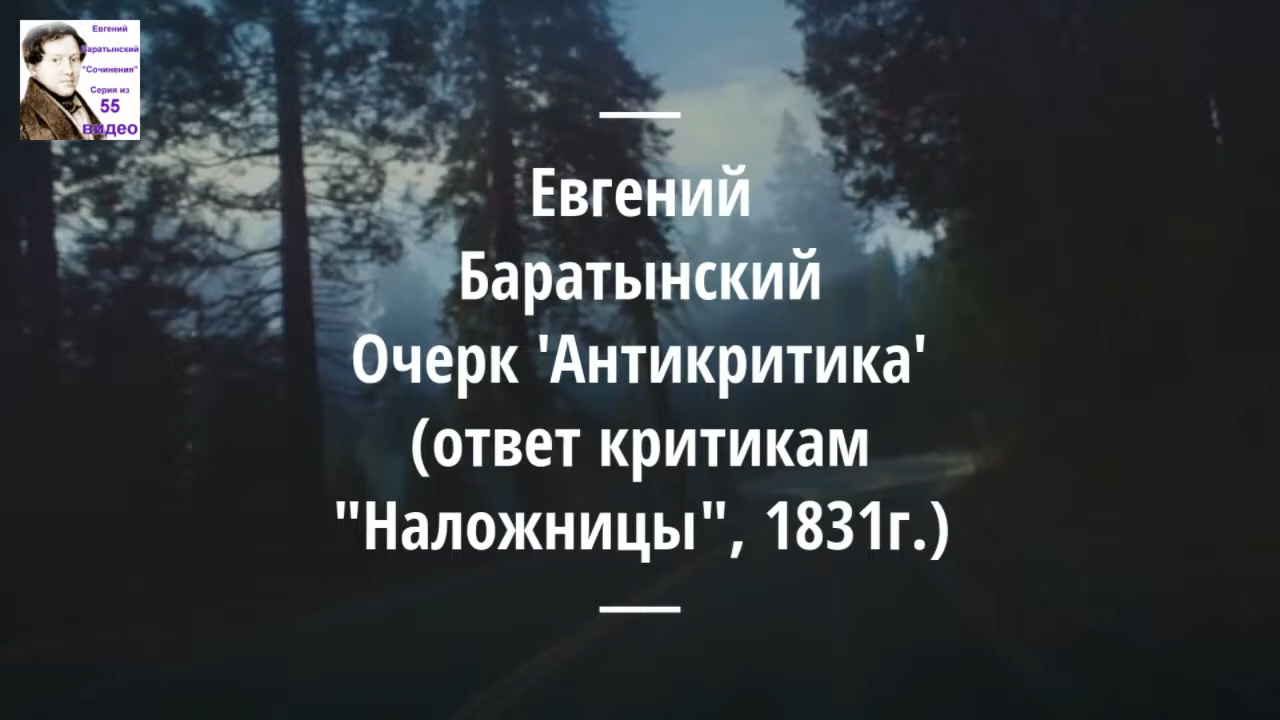 Евгений
Баратынский
"Сочинения"
Серия из
55
видео
Евгений
Баратынский
Очерк 'Антикритика'
(ответ критикам
"Наложницы", 1831г.)